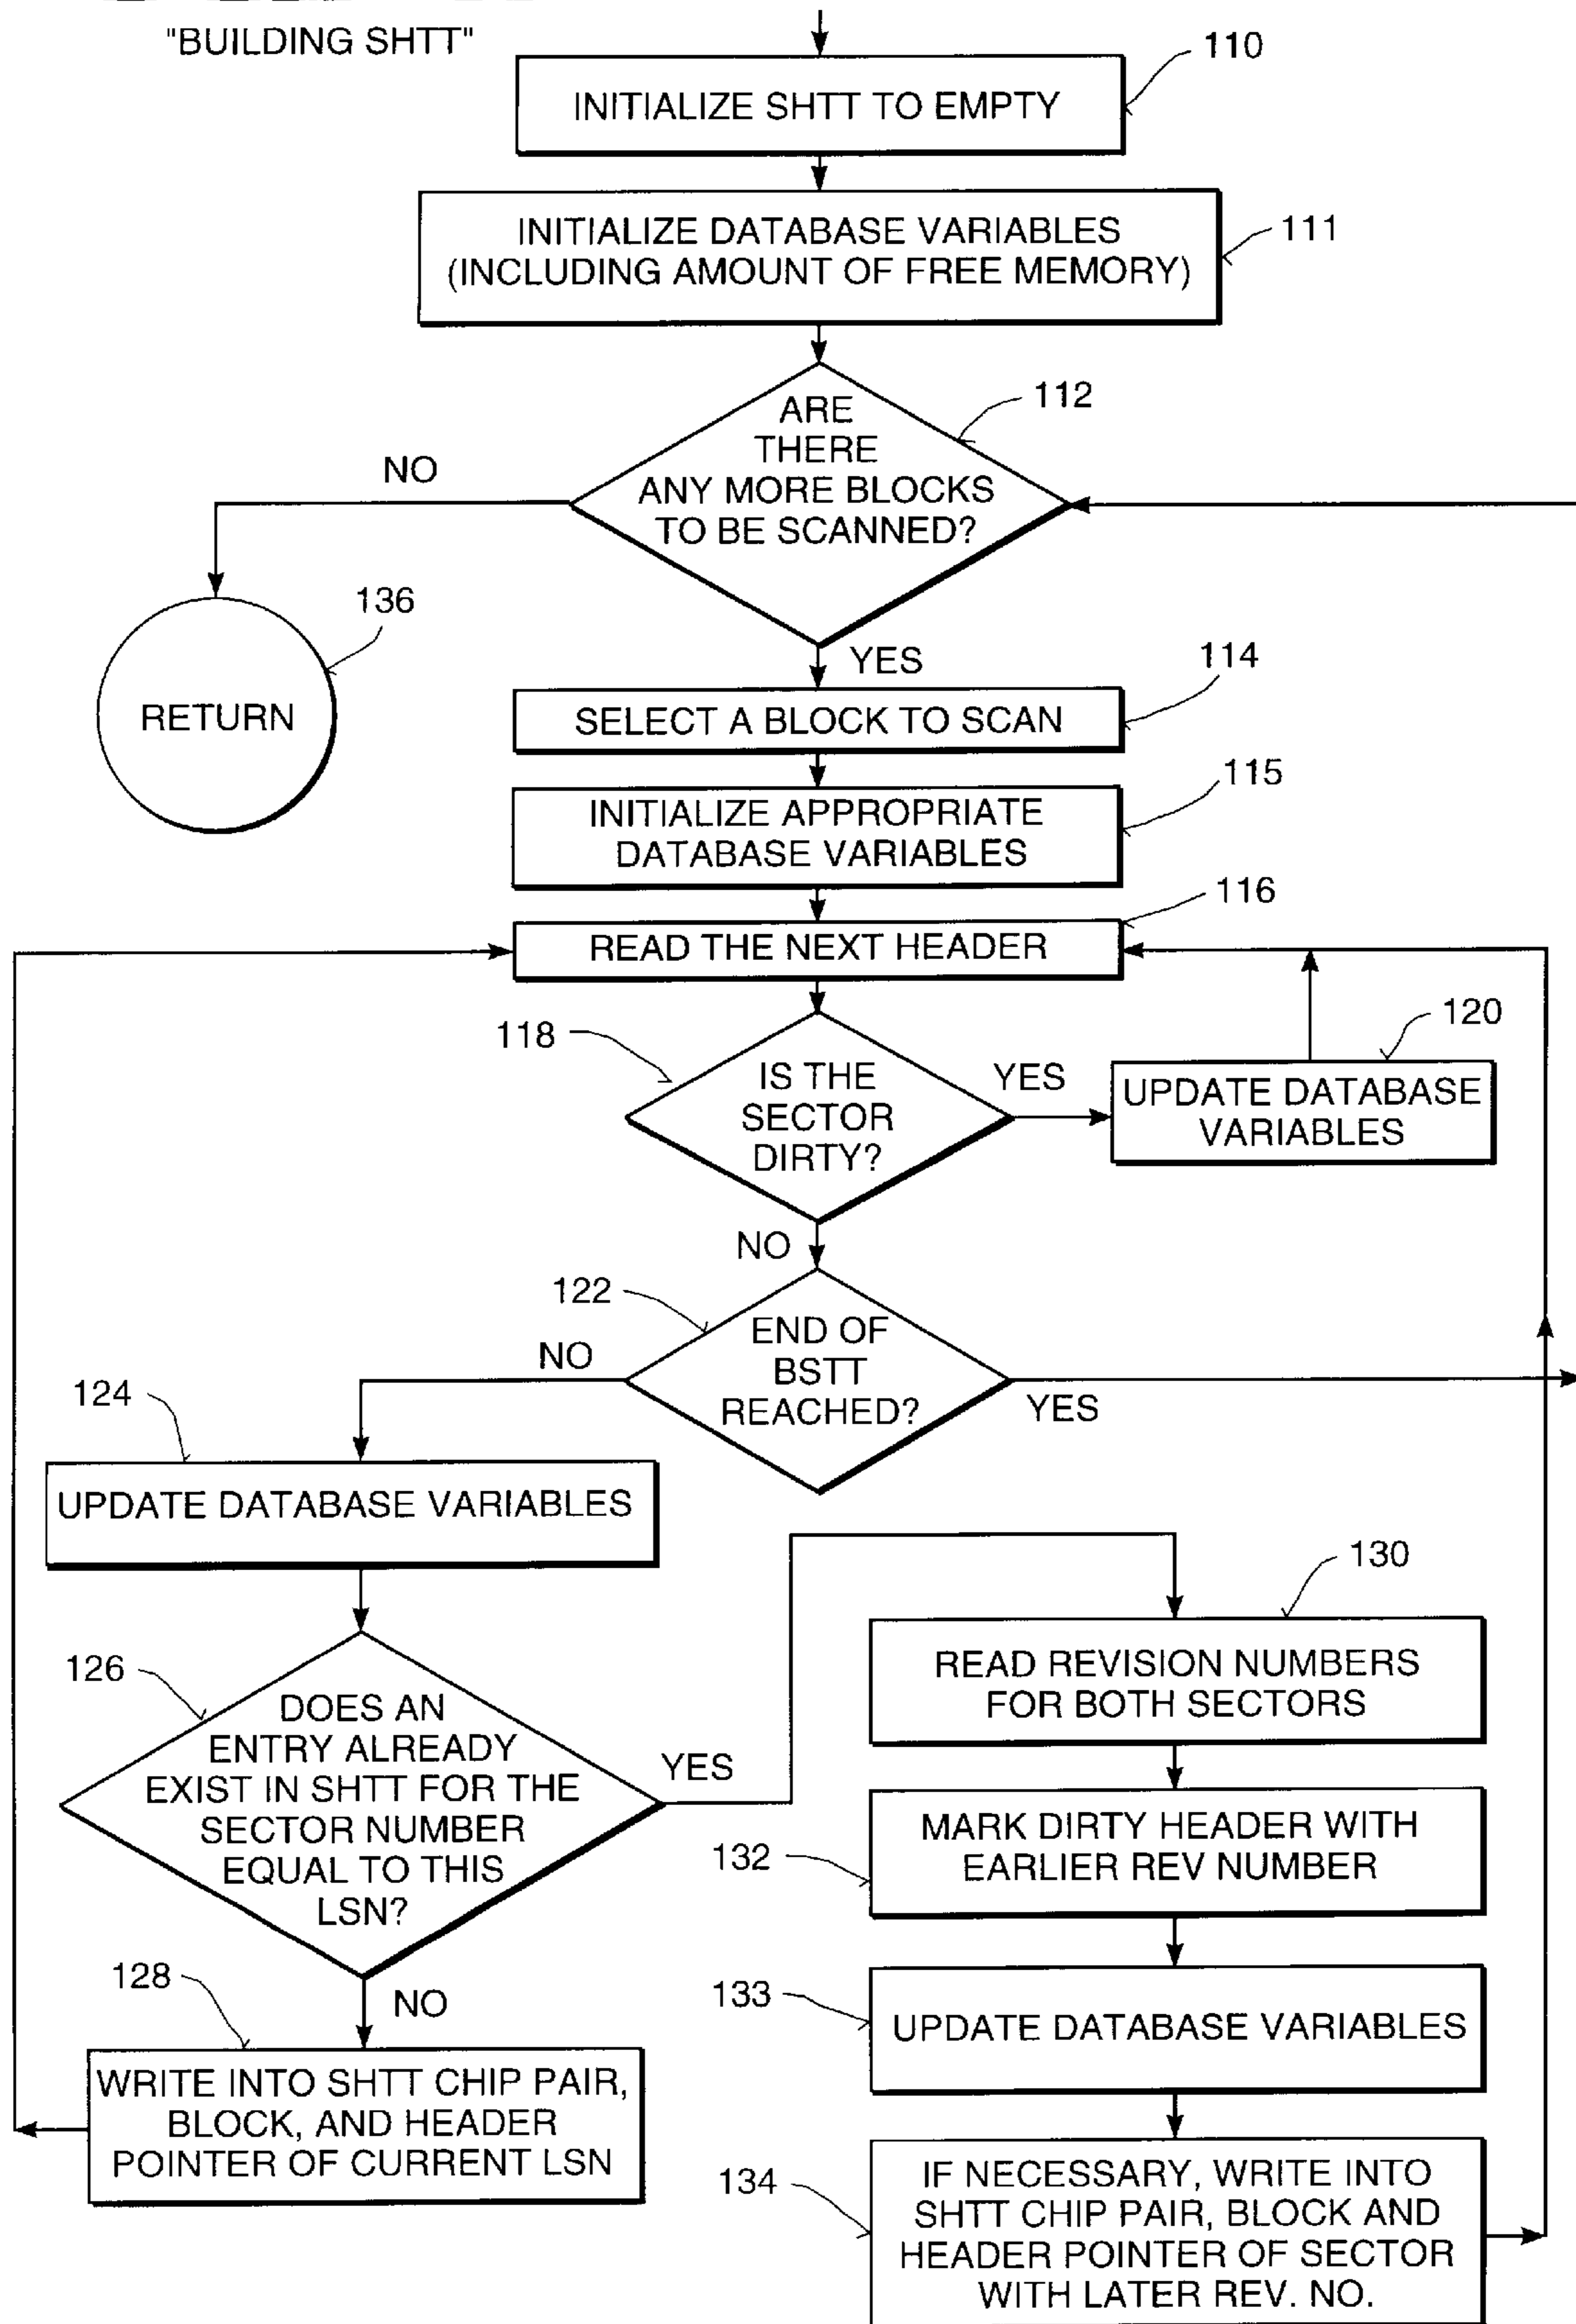 "BUILDING SHTT"
110
INITIALIZE SHTT TO EMPTY
111
INITIALIZE DATABASE VARIABLES
(INCLUDING AMOUNT OF FREE MEMORY)
112
ARE
THERE
ANY MORE BLOCKS
TO BE SCANNED?
NO
136
RETURN
YES
114
SELECT A BLOCK TO SCAN
115
INITIALIZE APPROPRIATE
DATABASE VARIABLES
116
READ THE NEXT HEADER
118
IS THE
SECTOR
DIRTY?
YES
120
UPDATE DATABASE
VARIABLES
NO
122
END OF
BSTT
REACHED?
NO
YES
124
UPDATE DATABASE VARIABLES
126
DOES AN
ENTRY ALREADY
EXIST IN SHTT FOR THE
SECTOR NUMBER
EQUAL TO THIS
LSN?
YES
130
READ REVISION NUMBERS
FOR BOTH SECTORS
132
MARK DIRTY HEADER WITH
EARLIER REV NUMBER
128
NO
WRITE INTO SHTT CHIP PAIR,
BLOCK, AND HEADER
POINTER OF CURRENT LSN
133
UPDATE DATABASE VARIABLES
134
IF NECESSARY, WRITE INTO
SHTT CHIP PAIR, BLOCK AND
HEADER POINTER OF SECTOR
WITH LATER REV. NO.